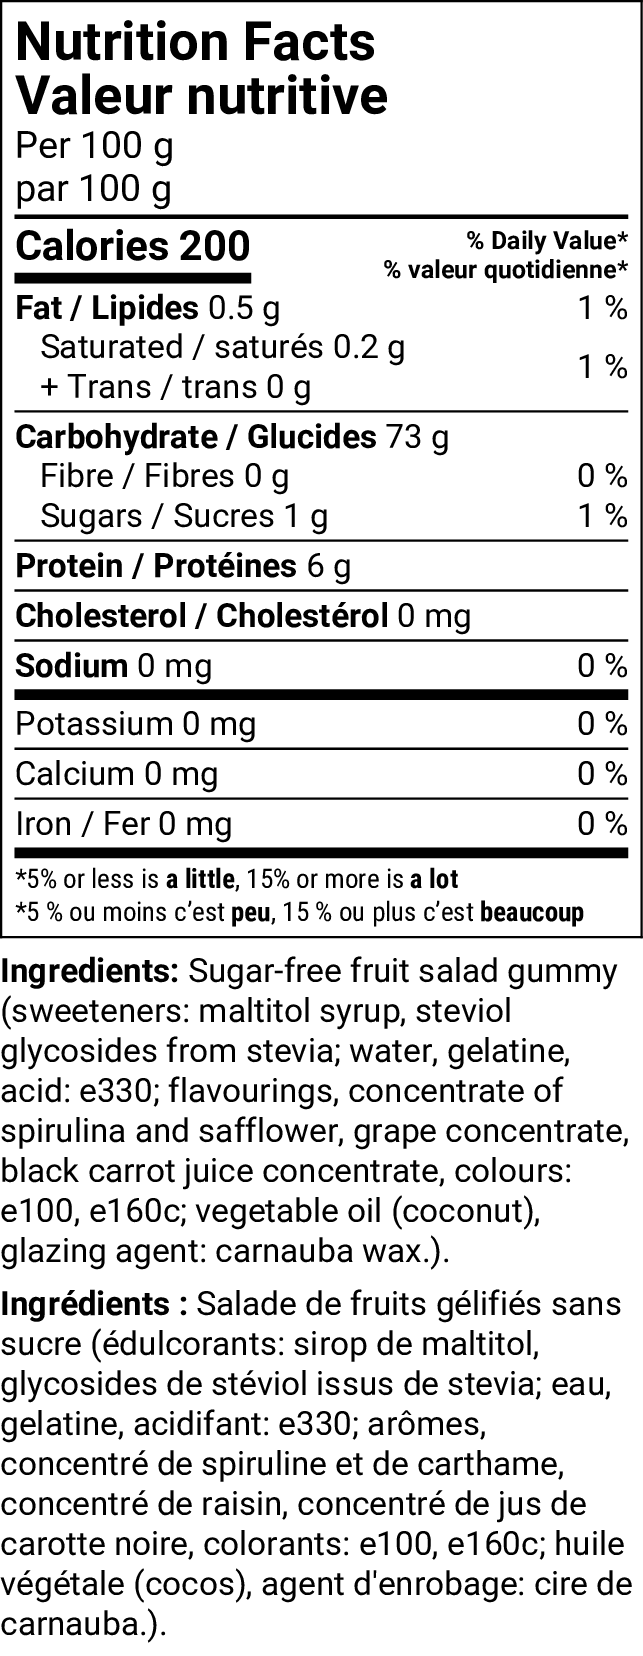 Nutrition Facts
Valeur nutritive
Per 100 g
par 100 g
Calories 200
% Daily Value*
% valeur quotidienne*
Fat / Lipides 0.5 g 1 %
Saturated / saturés 0.2 g
+ Trans / trans 0 g
1 %
Carbohydrate / Glucides 73 g
Fibre / Fibres 0 g 0 %
Sugars / Sucres 1 g 1 %
Protein / Protéines 6 g
Cholesterol / Cholestérol 0 mg
Sodium 0 mg 0 %
Potassium 0 mg 0 %
Calcium 0 mg 0 %
Iron / Fer 0 mg 0 %
*5% or less is a little, 15% or more is a lot
*5 % ou moins c’est peu, 15 % ou plus c’est beaucoup
Ingredients: Sugar-free fruit salad gummy
(sweeteners: maltitol syrup, steviol
glycosides from stevia; water, gelatine,
acid: e330; flavourings, concentrate of
spirulina and safflower, grape concentrate,
black carrot juice concentrate, colours:
e100, e160c; vegetable oil (coconut),
glazing agent: carnauba wax.).
Ingrédients : Salade de fruits gélifiés sans
sucre (édulcorants: sirop de maltitol,
glycosides de stéviol issus de stevia; eau,
gelatine, acidifant: e330; arômes,
concentré de spiruline et de carthame,
concentré de raisin, concentré de jus de
carotte noire, colorants: e100, e160c; huile
végétale (cocos), agent d'enrobage: cire de
carnauba.).